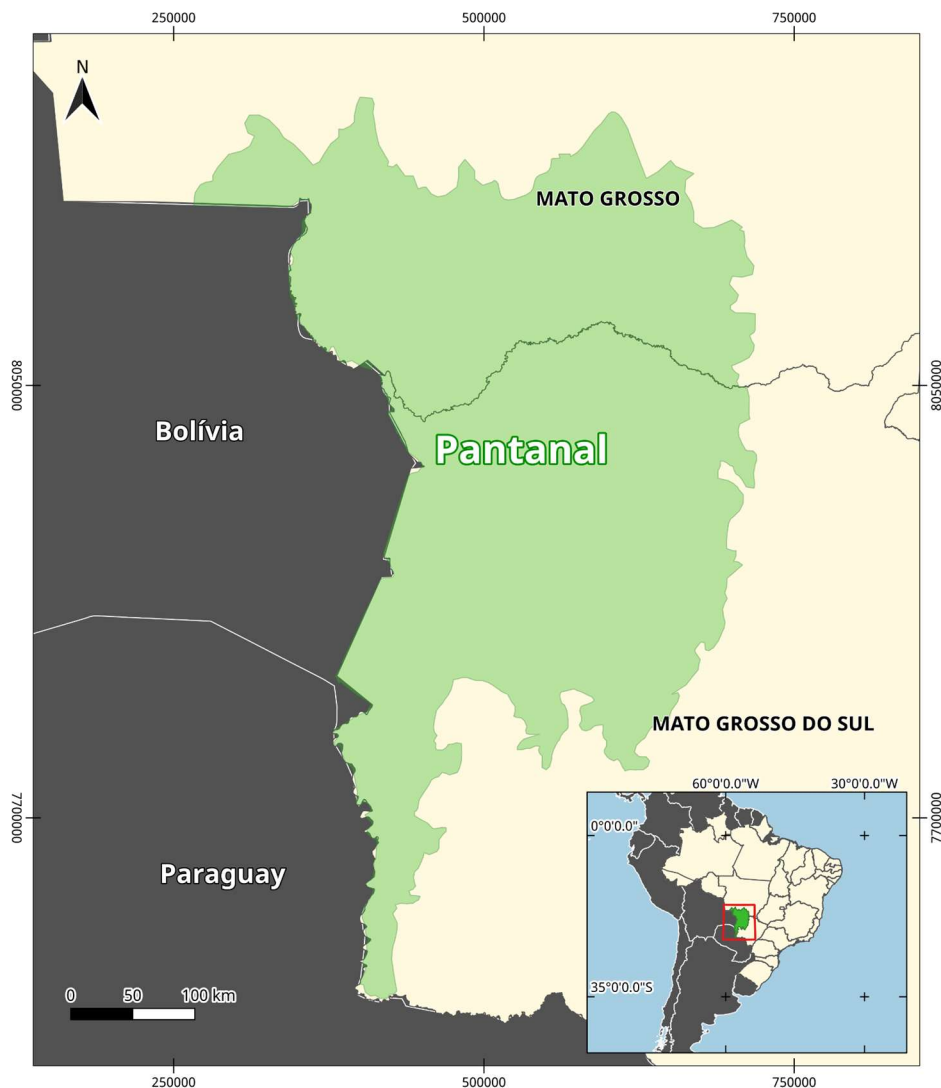 250000
500000
750000
N
MATO GROSSO
8050000
8050000
Bolívia
Pantanal
MATO GROSSO DO SUL
60°0'0.0"W
30°0'0.0"W
0°0'0.0"
7700000
7700000
Paraguay
35°0'0.0"S
0
50
100 km
250000
500000
750000